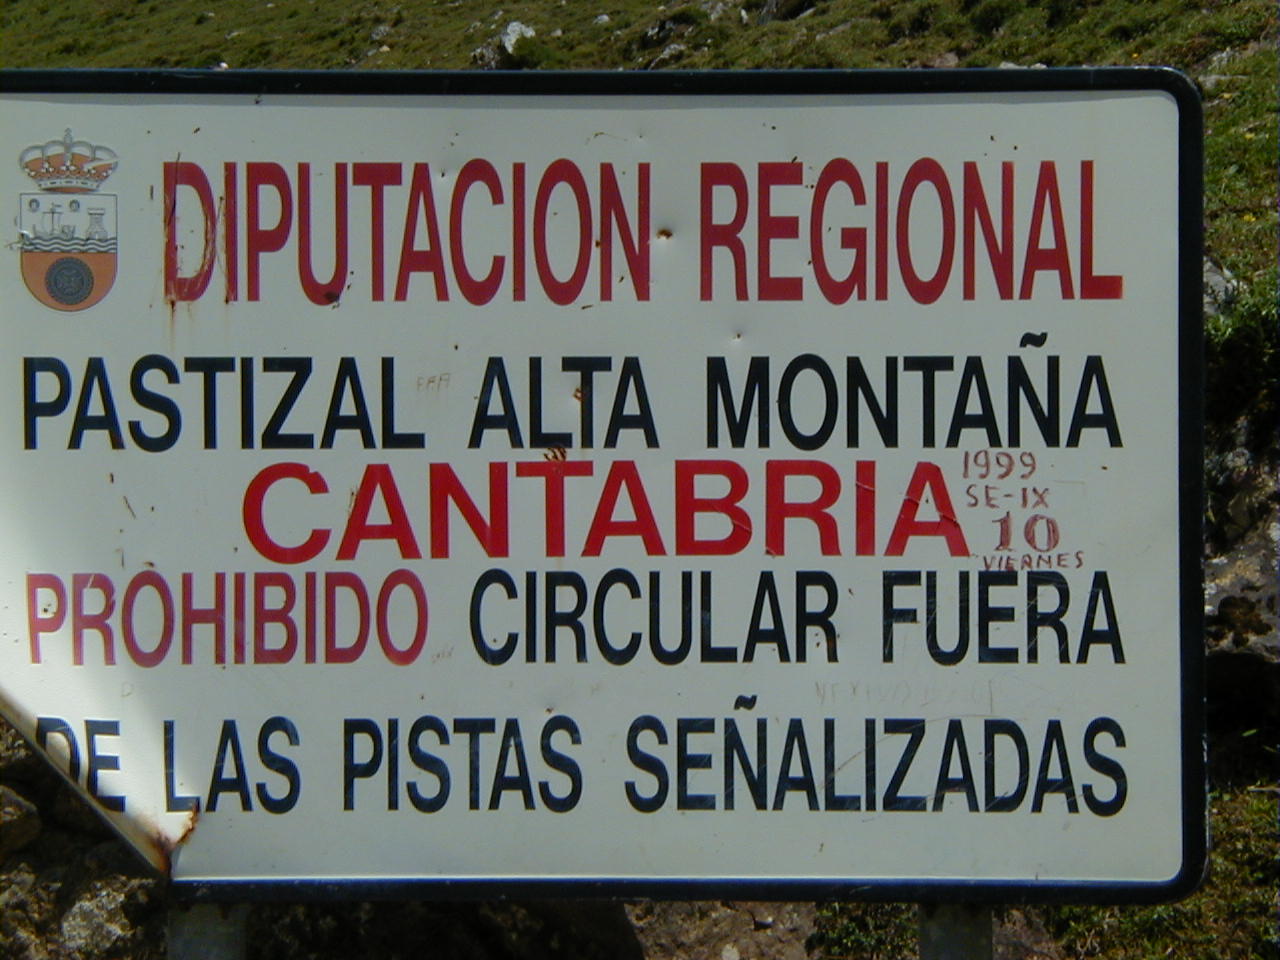 DIPUTACION REGIONAL
PASTIZAL ALTA MONTAÑA
CANTABRIA
1999
SE-IX
10
VIERNES
PROHIBIDO CIRCULAR FUERA
DE LAS PISTAS SEÑALIZADAS